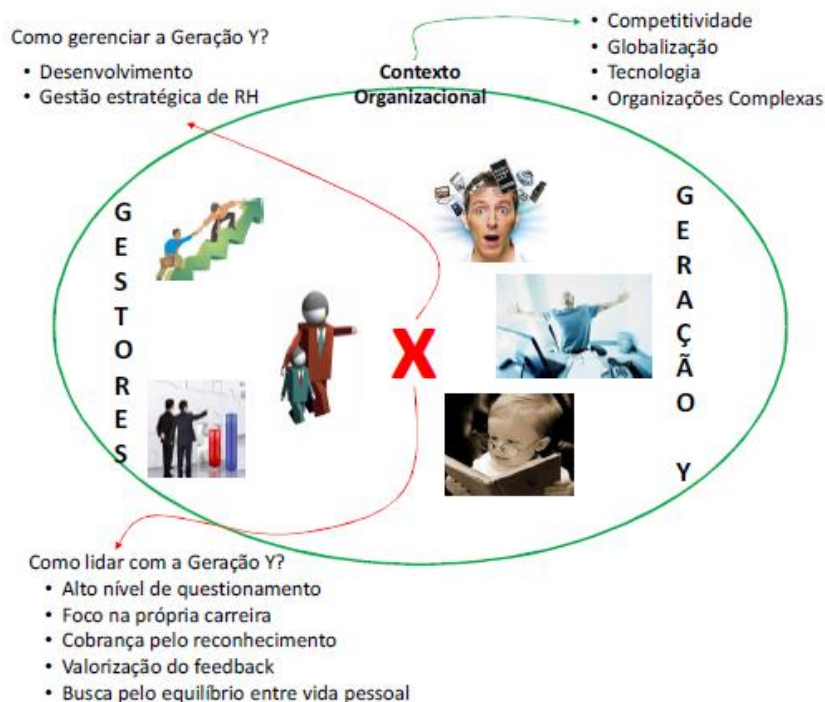 Como gerenciar a Geração Y?
• Desenvolvimento
• Gestão estratégica de RH
Contexto
Organizacional
• Competitividade
• Globalização
• Tecnologia
• Organizações Complexas
GESTORES
X
GERAÇÃO Y
Como lidar com a Geração Y?
• Alto nível de questionamento
• Foco na própria carreira
• Cobrança pelo reconhecimento
• Valorização do feedback
• Busca pelo equilíbrio entre vida pessoal